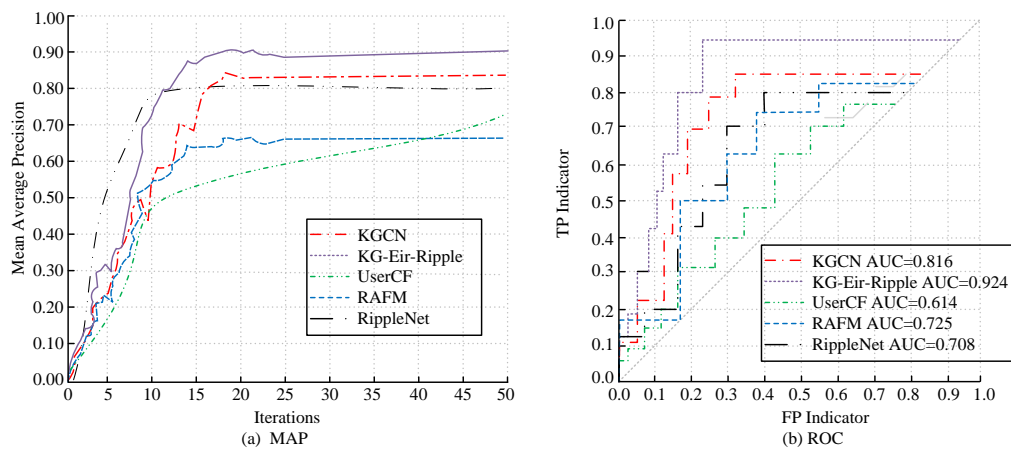 Mean Average Precision
1.00
0.90
0.80
0.70
0.60
0.50
0.40
0.30
0.20
0.10
0.00
KGCN
KG-Eir-Ripple
UserCF
RAFM
RippleNet
0 5 10 15 20 25 30 35 40 45 50
Iterations
(a) MAP
TP Indicator
1.0
0.9
0.8
0.7
0.6
0.5
0.4
0.3
0.2
0.1
0.0
KGCN AUC=0.816
KG-Eir-Ripple AUC=0.924
UserCF AUC=0.614
RAFM AUC=0.725
RippleNet AUC=0.708
0.0 0.1 0.2 0.3 0.4 0.5 0.6 0.7 0.8 0.9 1.0
FP Indicator
(b) ROC